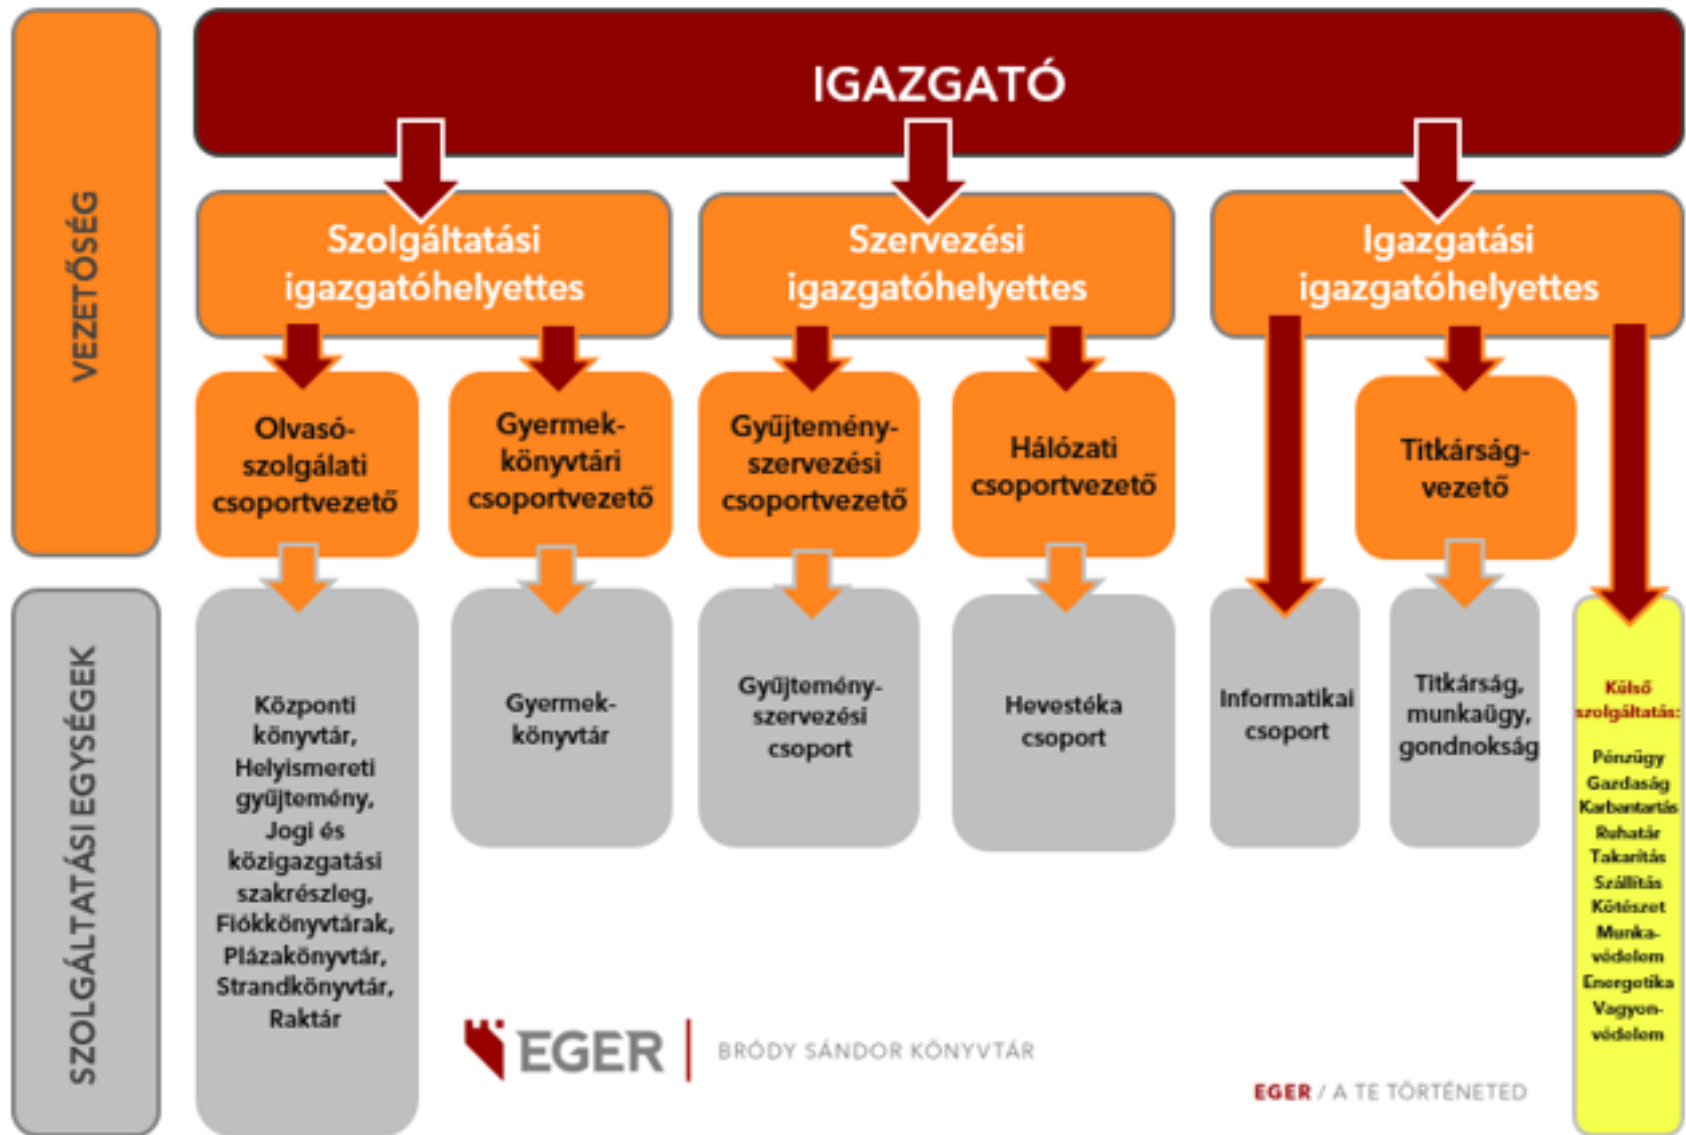 VEZETŐSÉG
IGAZGATÓ
Szolgáltatási
igazgatóhelyettes
Szervezési
igazgatóhelyettes
Igazgatási
igazgatóhelyettes
Olvasó-
szolgálati
csoportvezető
Gyermek-
könyvtári
csoportvezető
Gyűjtemény-
szervezési
csoportvezető
Hálózati
csoportvezető
Titkárság-
vezető
SZOLGÁLTATÁSI EGYSÉGEK
Központi
könyvtár,
Helyismereti
gyűjtemény,
Jogi és
közigazgatási
szakrészleg,
Fiókkönyvtárak,
Plázakönyvtár,
Strandkönyvtár,
Raktár
Gyermek-
könyvtár
Gyűjtemény-
szervezési
csoport
Hevestéka
csoport
Informatikai
csoport
Titkárság,
munkaügy,
gondnokság
Külső
szolgáltatás:
Pénzügy
Gazdaság
Karbantartás
Ruhatár
Takarítás
Szállítás
Kötészet
Munka-
védelem
Energetika
Vagyon-
védelem
EGER
BRÓDY SÁNDOR KÖNYVTÁR
EGER / A TE TÖRTÉNETED